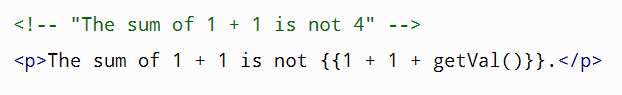 <!-- "The sum of 1 + 1 is not 4" -->
<p>The sum of 1 + 1 is not {{1 + 1 + getVal()}}.</p>